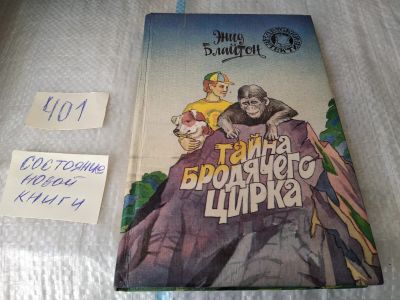 Энид
Блайтон
ТАЙНА
БРОДЯЧЕГО
ЦИРКА
401
СОСТОЯНИЕ
НОВОЙ
КНИГИ